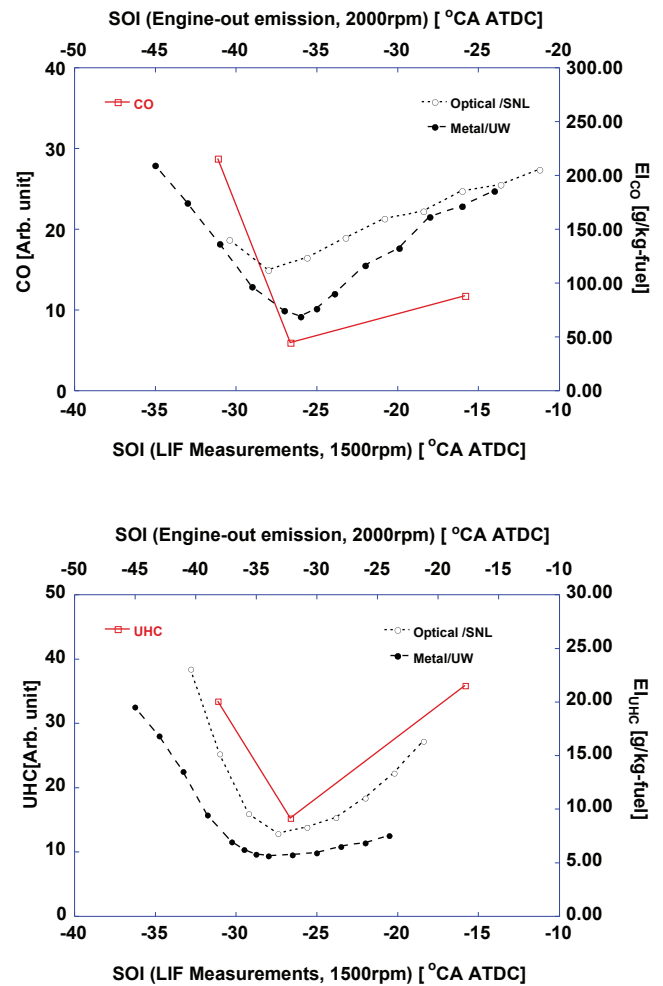 SOI (Engine-out emission, 2000rpm) [ °CA ATDC]
-50 -45 -40 -35 -30 -25 -20
40 300.00
CO Optical /SNL
Metal/UW
250.00
30
200.00
20 150.00
100.00
10
50.00
0 0.00
CO [Arb. unit]
EI_CO [g/kg-fuel]
-40 -35 -30 -25 -20 -15 -10
SOI (LIF Measurements, 1500rpm) [ °CA ATDC]
SOI (Engine-out emission, 2000rpm) [ °CA ATDC]
-50 -45 -40 -35 -30 -25 -20 -15 -10
50 30.00
UHC Optical /SNL
Metal/UW
25.00
40
20.00
30
15.00
20
10.00
10
5.00
0 0.00
UHC[Arb. unit]
EI_UHC [g/kg-fuel]
-40 -35 -30 -25 -20 -15 -10
SOI (LIF Measurements, 1500rpm) [ °CA ATDC]